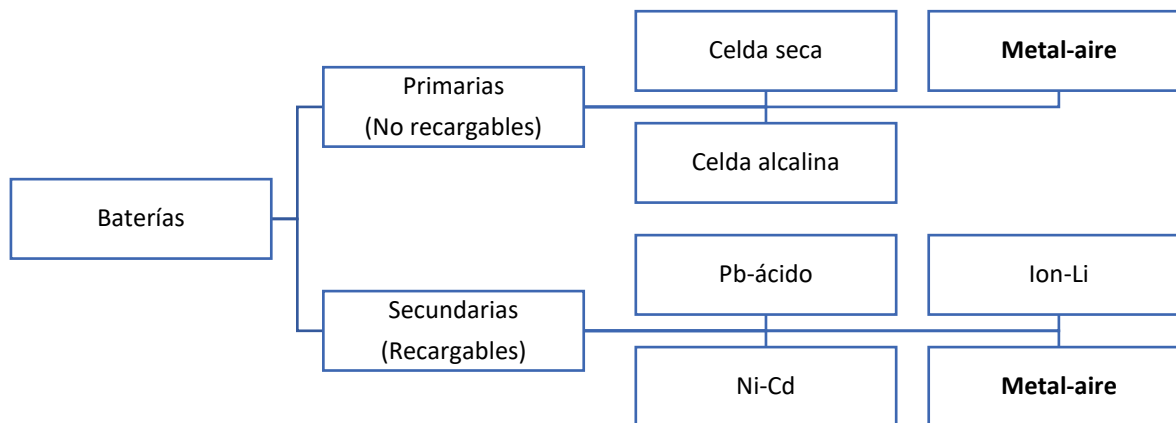 Celda seca
Metal-aire
Primarias
(No recargables)
Celda alcalina
Baterías
Pb-ácido
Ion-Li
Secundarias
(Recargables)
Ni-Cd
Metal-aire